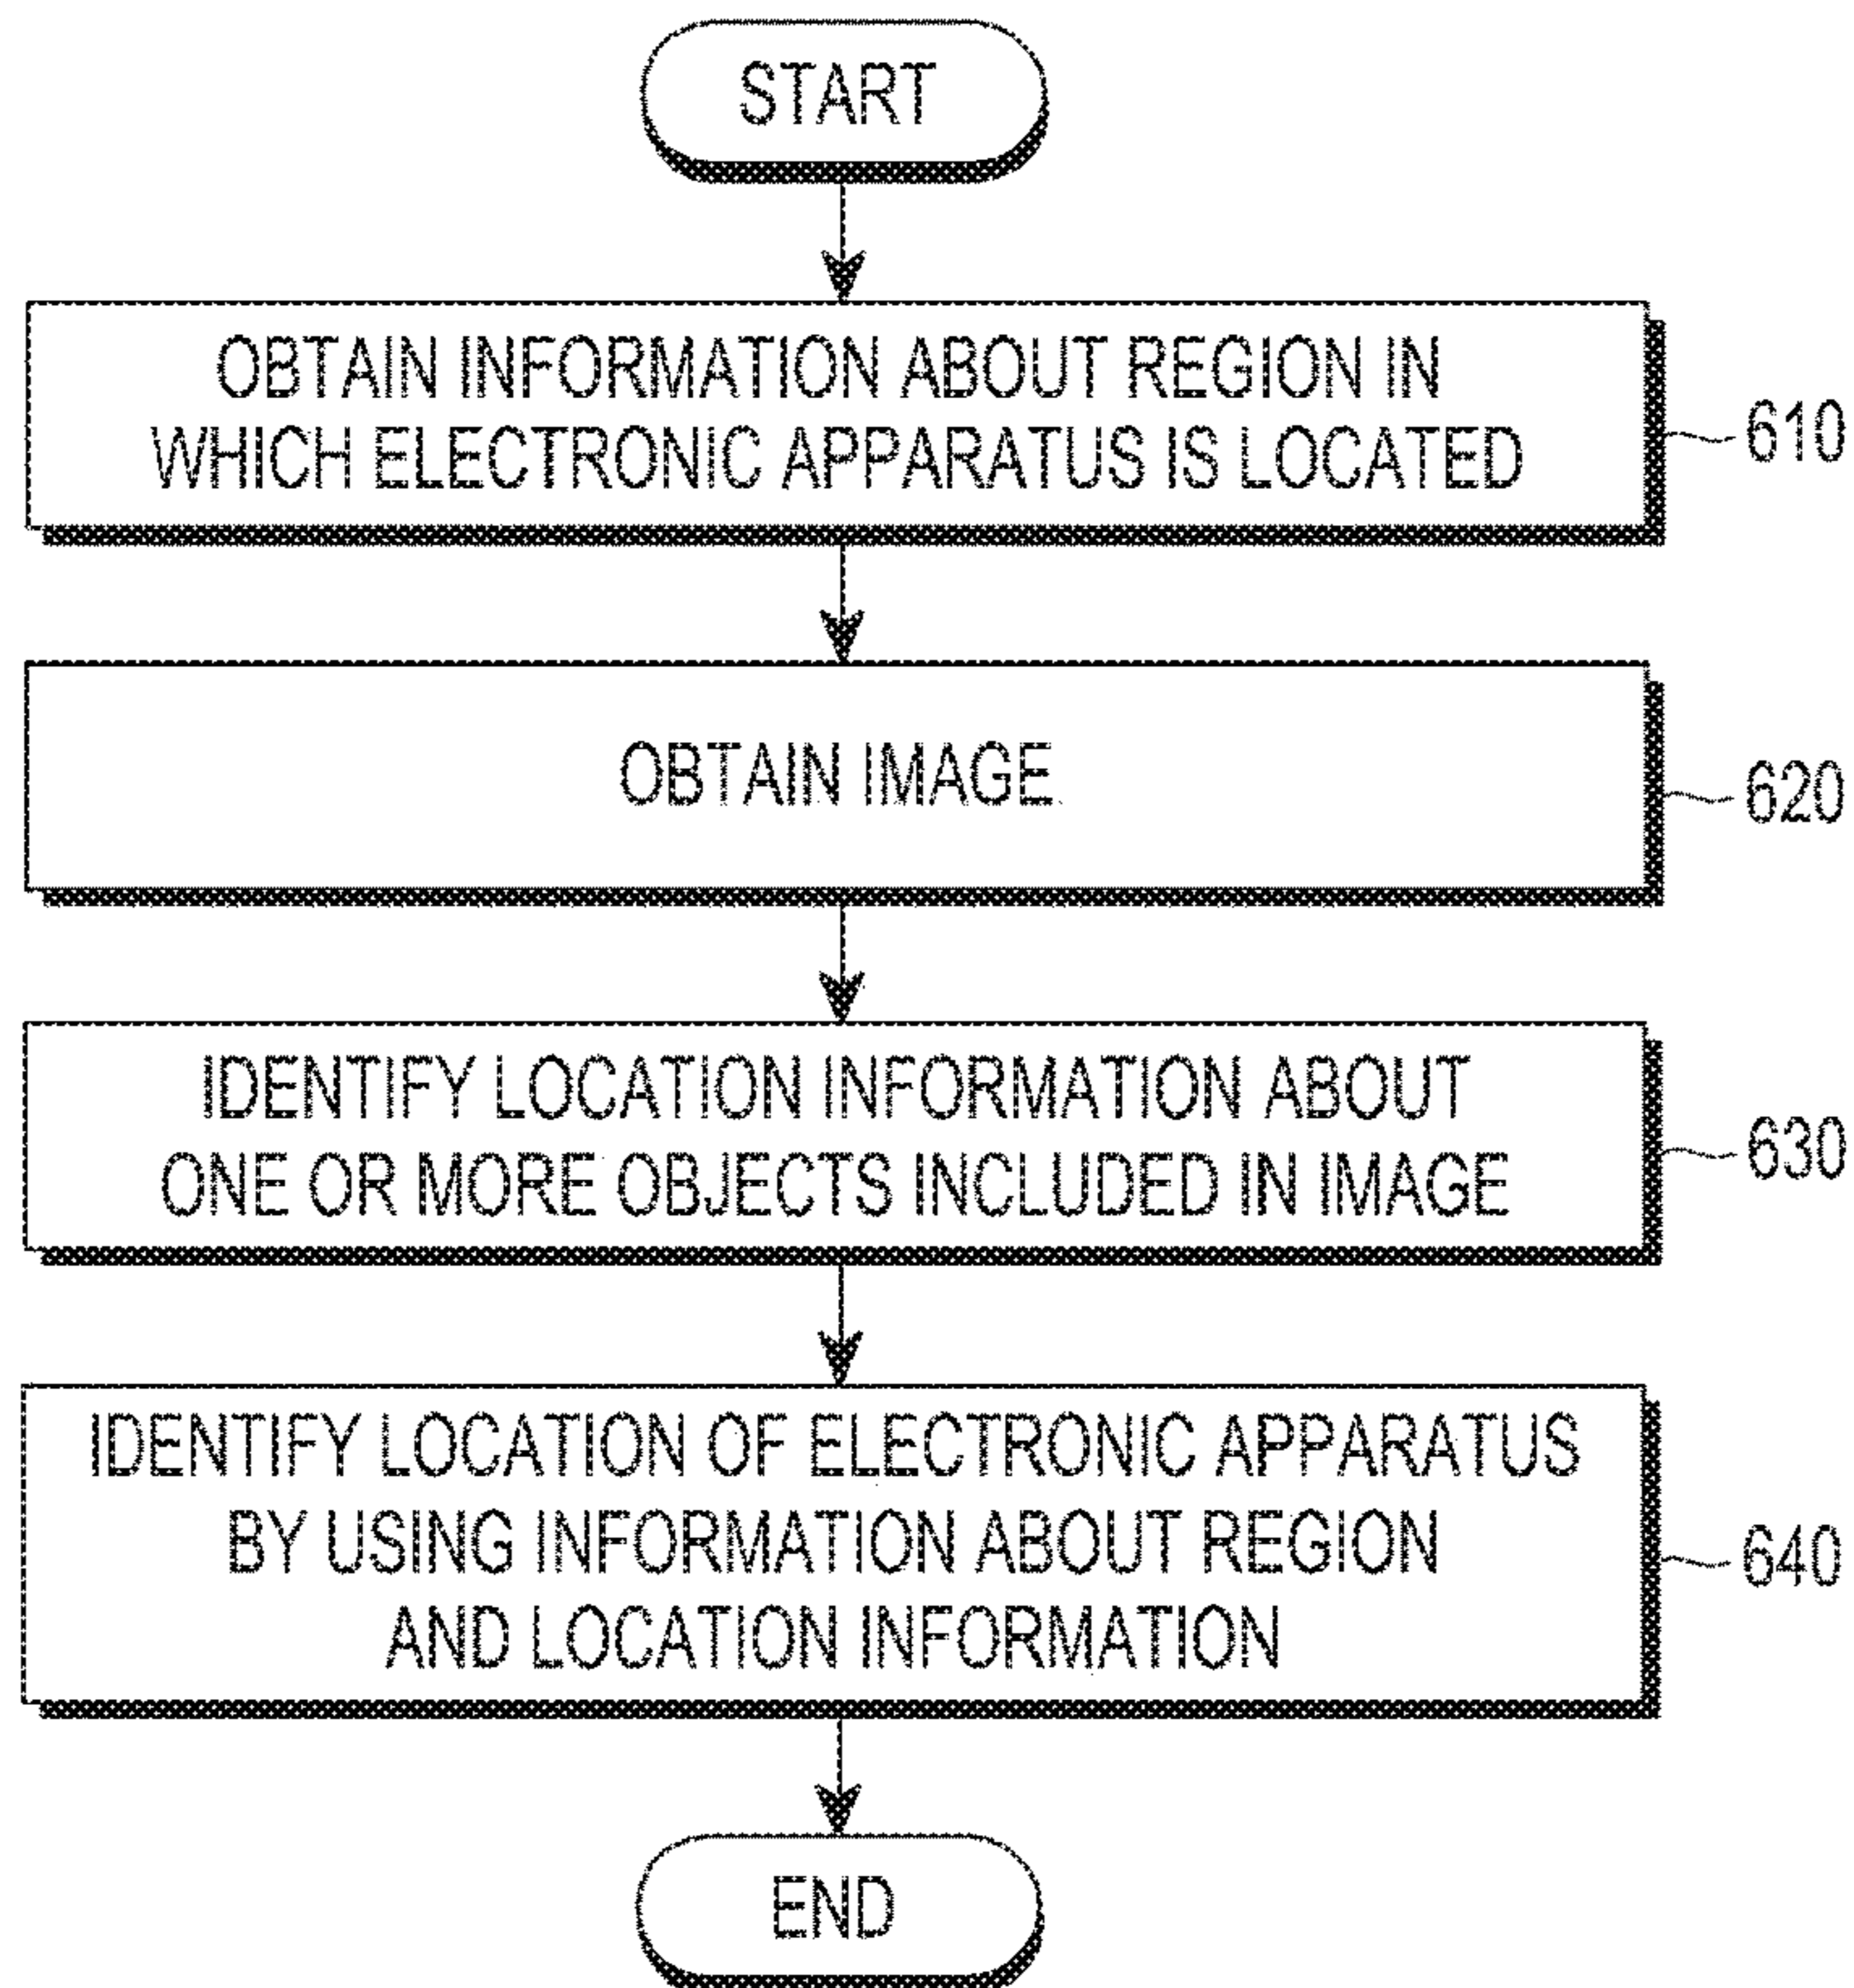 START
OBTAIN INFORMATION ABOUT REGION IN
WHICH ELECTRONIC APPARATUS IS LOCATED
610
OBTAIN IMAGE
620
IDENTIFY LOCATION INFORMATION ABOUT
ONE OR MORE OBJECTS INCLUDED IN IMAGE
630
IDENTIFY LOCATION OF ELECTRONIC APPARATUS
BY USING INFORMATION ABOUT REGION
AND LOCATION INFORMATION
640
END